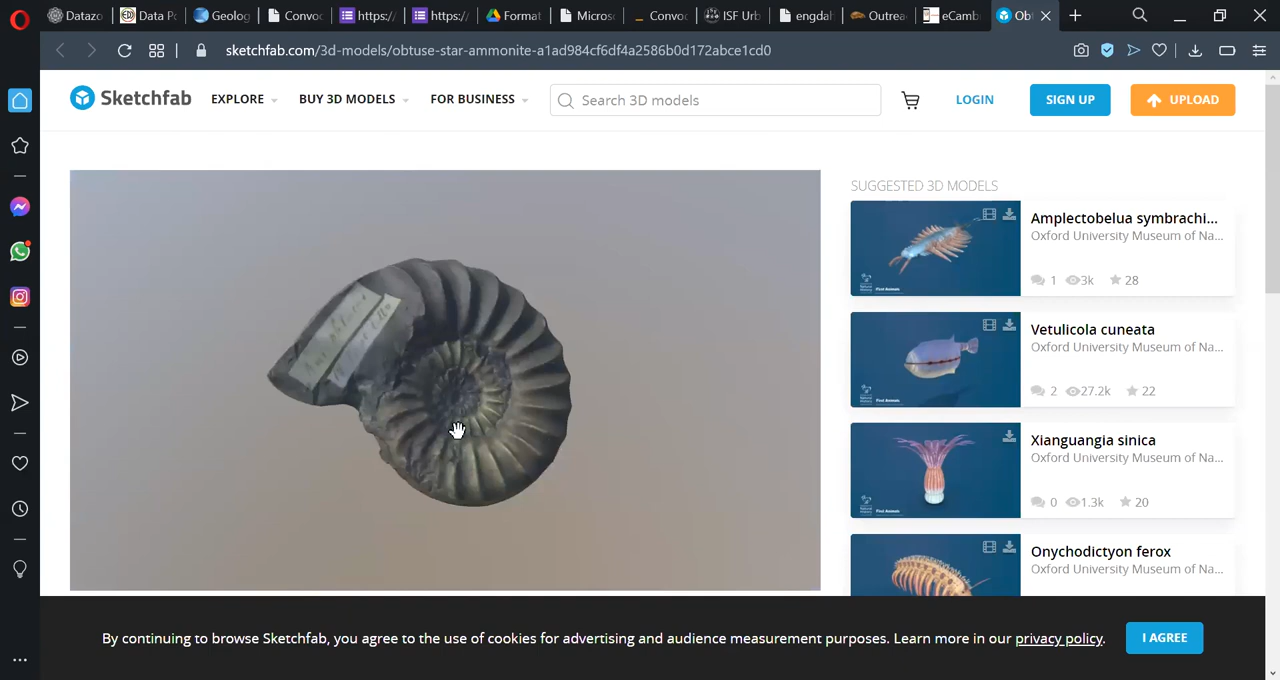 Datazo
Data Po
Geolog
Convoc
https:/
https:/
Format
Micros
Convoc
ISF Urb
engdah
Outrea
eCamb
Ob
sketchfab.com/3d-models/obtuse-star-ammonite-a1ad984cf6df4a2586b0d172abce1cd0
Sketchfab
EXPLORE
BUY 3D MODELS
FOR BUSINESS
Search 3D models
LOGIN
SIGN UP
UPLOAD
SUGGESTED 3D MODELS
Amplectobelua symbrachi...
Oxford University Museum of Na...
1 3k 28
Vetulicola cuneata
Oxford University Museum of Na...
2 27.2k 22
Xianguangia sinica
Oxford University Museum of Na...
0 1.3k 20
Onychodictyon ferox
Oxford University Museum of Na...
By continuing to browse Sketchfab, you agree to the use of cookies for advertising and audience measurement purposes. Learn more in our privacy policy.
I AGREE